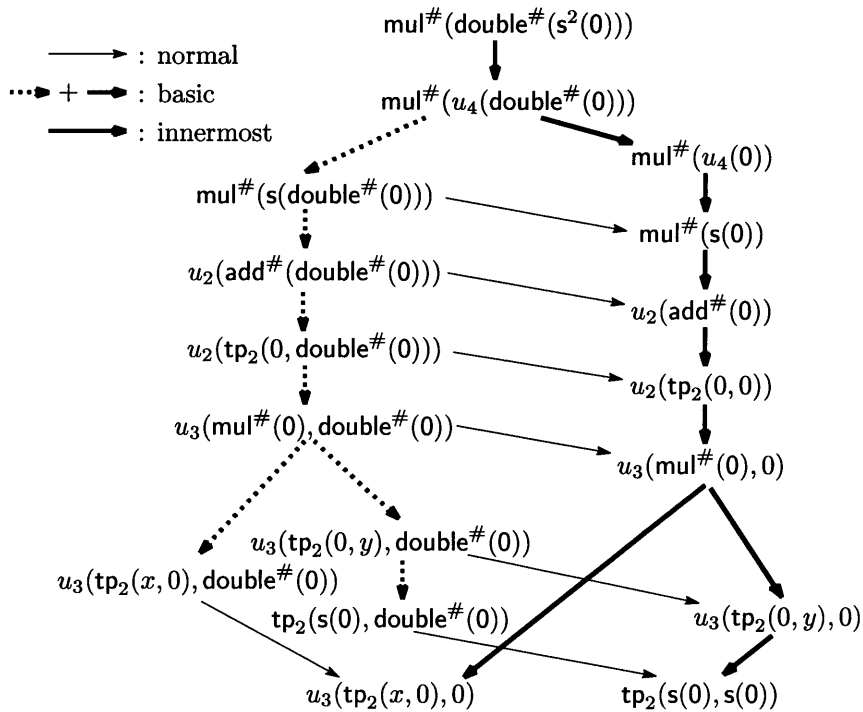 mul#(double#(s²(0)))
: normal
+ : basic
: innermost
mul#(u₄(double#(0)))
mul#(u₄(0))
mul#(s(double#(0)))
mul#(s(0))
u₂(add#(double#(0)))
u₂(add#(0))
u₂(tp₂(0, double#(0)))
u₂(tp₂(0, 0))
u₃(mul#(0), double#(0))
u₃(mul#(0), 0)
u₃(tp₂(0, y), double#(0))
u₃(tp₂(x, 0), double#(0))
tp₂(s(0), double#(0))
u₃(tp₂(0, y), 0)
u₃(tp₂(x, 0), 0)
tp₂(s(0), s(0))